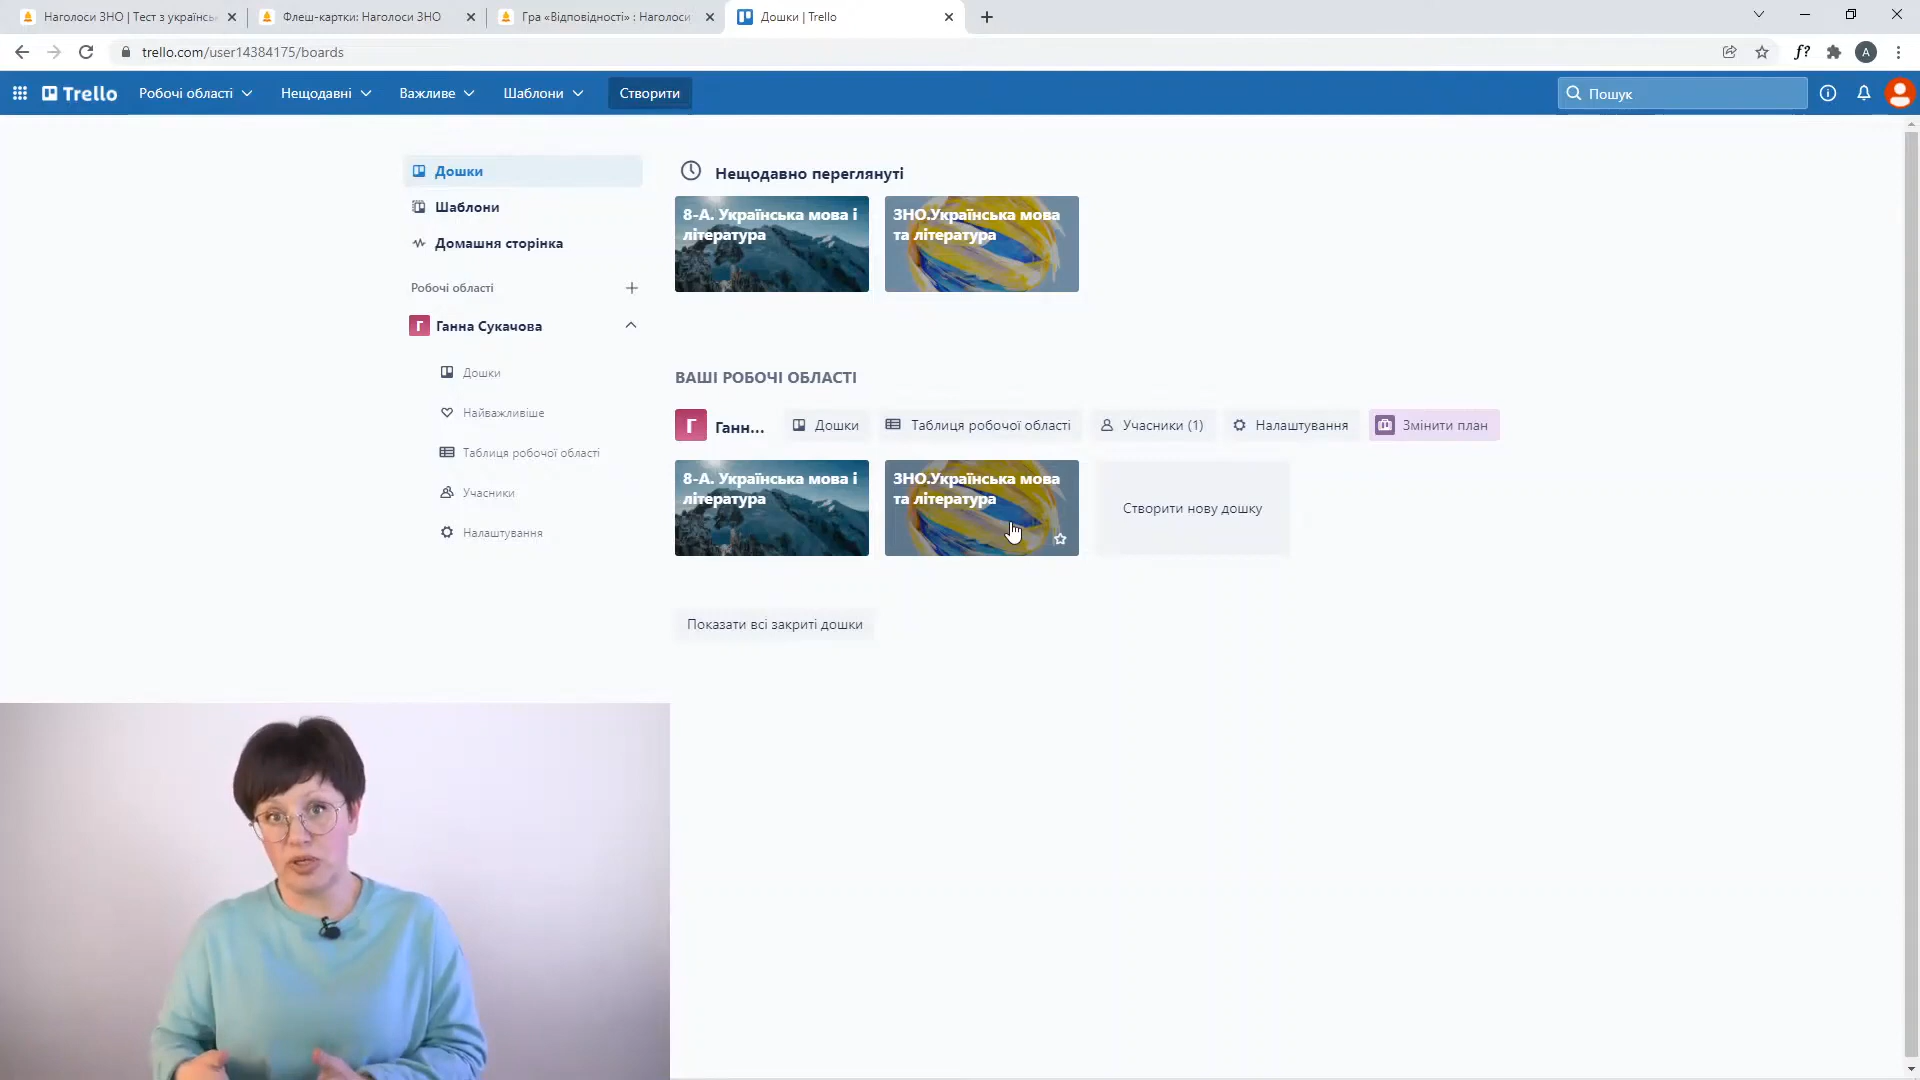 Наголоси ЗНО | Тест з українсь
Флеш-картки: Наголоси ЗНО
Гра «Відповідності» : Наголоси
Дошки | Trello
trello.com/user14384175/boards
f?
A
Trello
Робочі області
Нещодавні
Важливе
Шаблони
Створити
Пошук
Дошки
Шаблони
Домашня сторінка
Робочі області
Г
Ганна Сукачова
Дошки
Найважливіше
Таблиця робочої області
Учасники
Налаштування
Нещодавно переглянуті
8-А. Українська мова і
література
ЗНО.Українська мова
та література
ВАШІ РОБОЧІ ОБЛАСТІ
Г
Ганн...
Дошки
Таблиця робочої області
Учасники (1)
Налаштування
Змінити план
8-А. Українська мова і
література
ЗНО.Українська мова
та література
Створити нову дошку
Показати всі закриті дошки